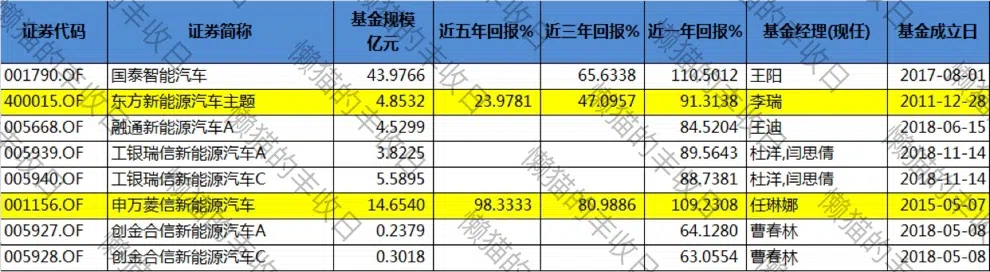 证券代码 证券简称 基金规模亿元 近五年回报% 近三年回报% 近一年回报% 基金经理(现任) 基金成立日
001790.OF 国泰智能汽车 43.9766 65.6338 110.5012 王阳 2017-08-01
400015.OF 东方新能源汽车主题 4.8532 23.9781 47.0957 91.3138 李瑞 2011-12-28
005668.OF 融通新能源汽车A 4.5299 84.5204 王迪 2018-06-15
005939.OF 工银瑞信新能源汽车A 3.8225 89.5643 杜洋,闫思倩 2018-11-14
005940.OF 工银瑞信新能源汽车C 5.5895 88.7381 杜洋,闫思倩 2018-11-14
001156.OF 申万菱信新能源汽车 14.6540 98.3333 80.9886 109.2308 任琳娜 2015-05-07
005927.OF 创金合信新能源汽车A 0.2379 64.1280 曹春林 2018-05-08
005928.OF 创金合信新能源汽车C 0.3018 63.0554 曹春林 2018-05-08
懒猫的丰收日